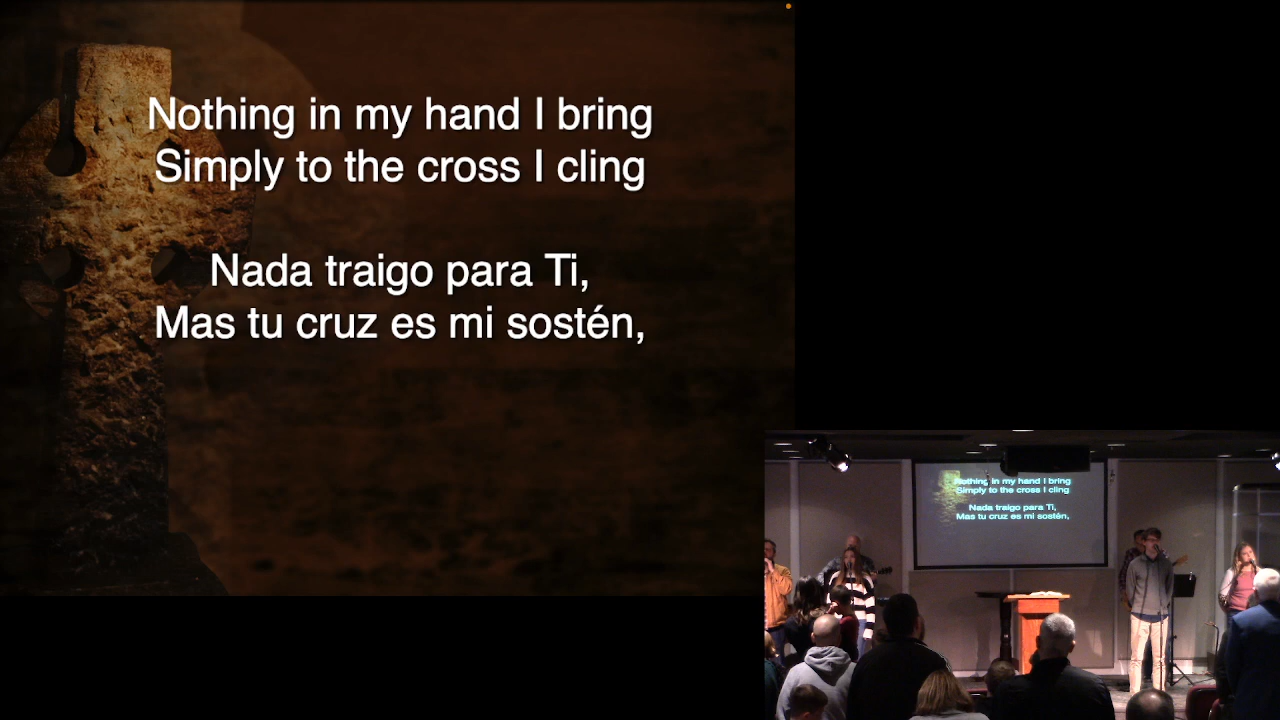 Nothing in my hand I bring
Simply to the cross I cling
Nada traigo para Ti,
Mas tu cruz es mi sostén,
Nothing in my hand I bring
Simply to the cross I cling
Nada traigo para Ti,
Mas tu cruz es mi sostén,